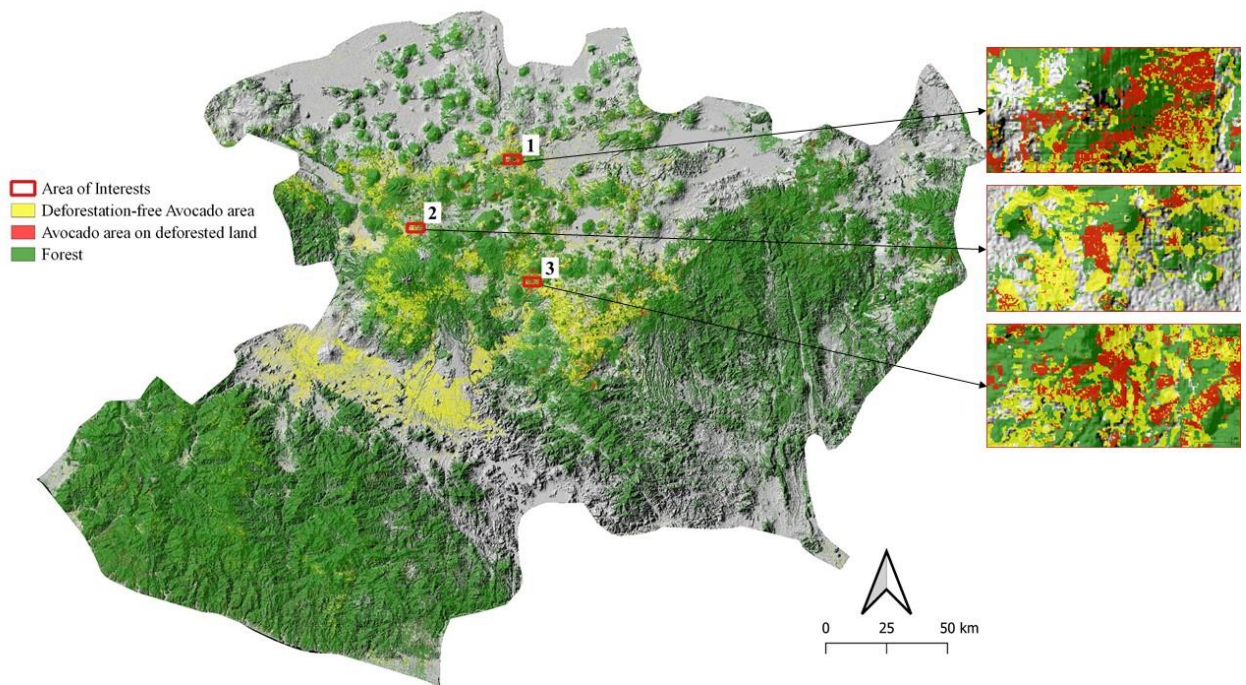 Area of Interests
Deforestation-free Avocado area
Avocado area on deforested land
Forest
1
2
3
0 25 50 km